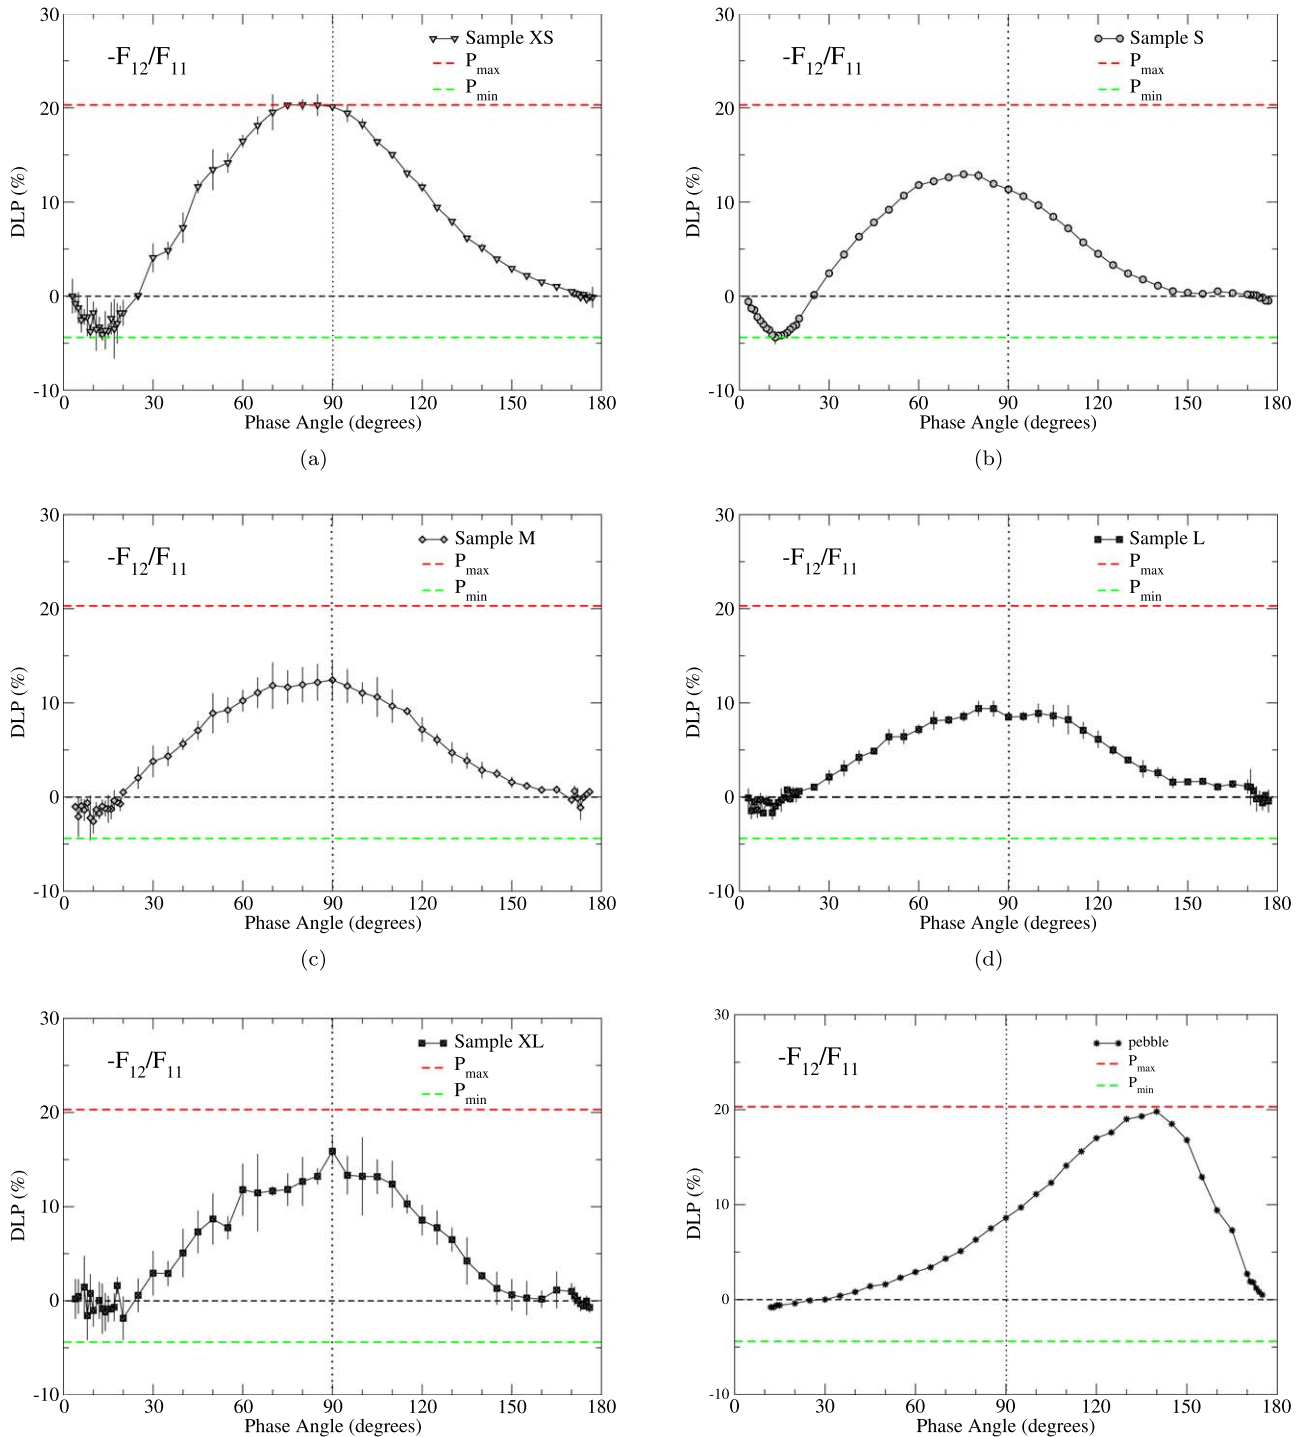 -F12/F11
Sample XS
Pmax
Pmin
30
20
10
0
-10
DLP (%)
0 30 60 90 120 150 180
Phase Angle (degrees)
(a)
-F12/F11
Sample S
Pmax
Pmin
30
20
10
0
-10
DLP (%)
0 30 60 90 120 150 180
Phase Angle (degrees)
(b)
-F12/F11
Sample M
Pmax
Pmin
30
20
10
0
-10
DLP (%)
0 30 60 90 120 150 180
Phase Angle (degrees)
(c)
-F12/F11
Sample L
Pmax
Pmin
30
20
10
0
-10
DLP (%)
0 30 60 90 120 150 180
Phase Angle (degrees)
(d)
-F12/F11
Sample XL
Pmax
Pmin
30
20
10
0
-10
DLP (%)
0 30 60 90 120 150 180
Phase Angle (degrees)
-F12/F11
pebble
Pmax
Pmin
30
20
10
0
-10
DLP (%)
0 30 60 90 120 150 180
Phase Angle (degrees)